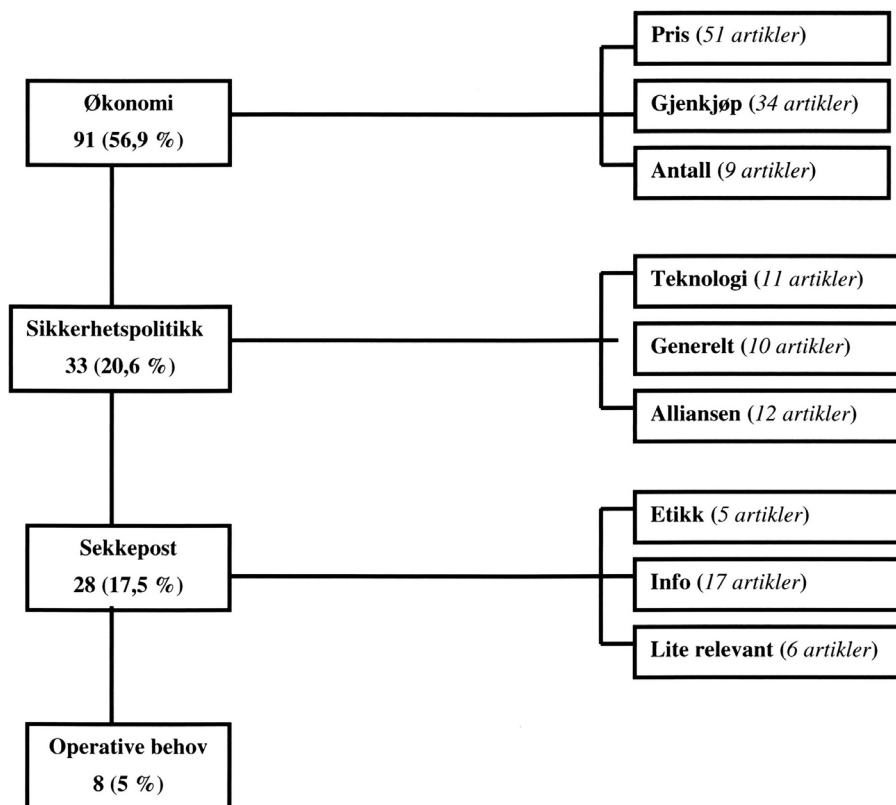 Økonomi
91 (56,9 %)
Pris (51 artikler)
Gjenkjøp (34 artikler)
Antall (9 artikler)
Sikkerhetspolitikk
33 (20,6 %)
Teknologi (11 artikler)
Generelt (10 artikler)
Alliansen (12 artikler)
Sekkepost
28 (17,5 %)
Etikk (5 artikler)
Info (17 artikler)
Lite relevant (6 artikler)
Operative behov
8 (5 %)